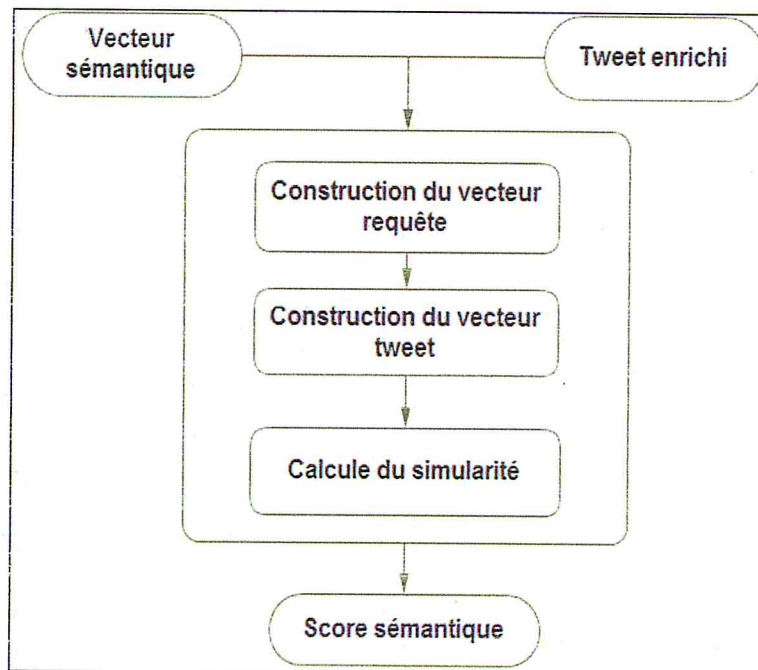 Vecteur
sémantique
Tweet enrichi
Construction du vecteur
requête
Construction du vecteur
tweet
Calcule du simularité
Score sémantique